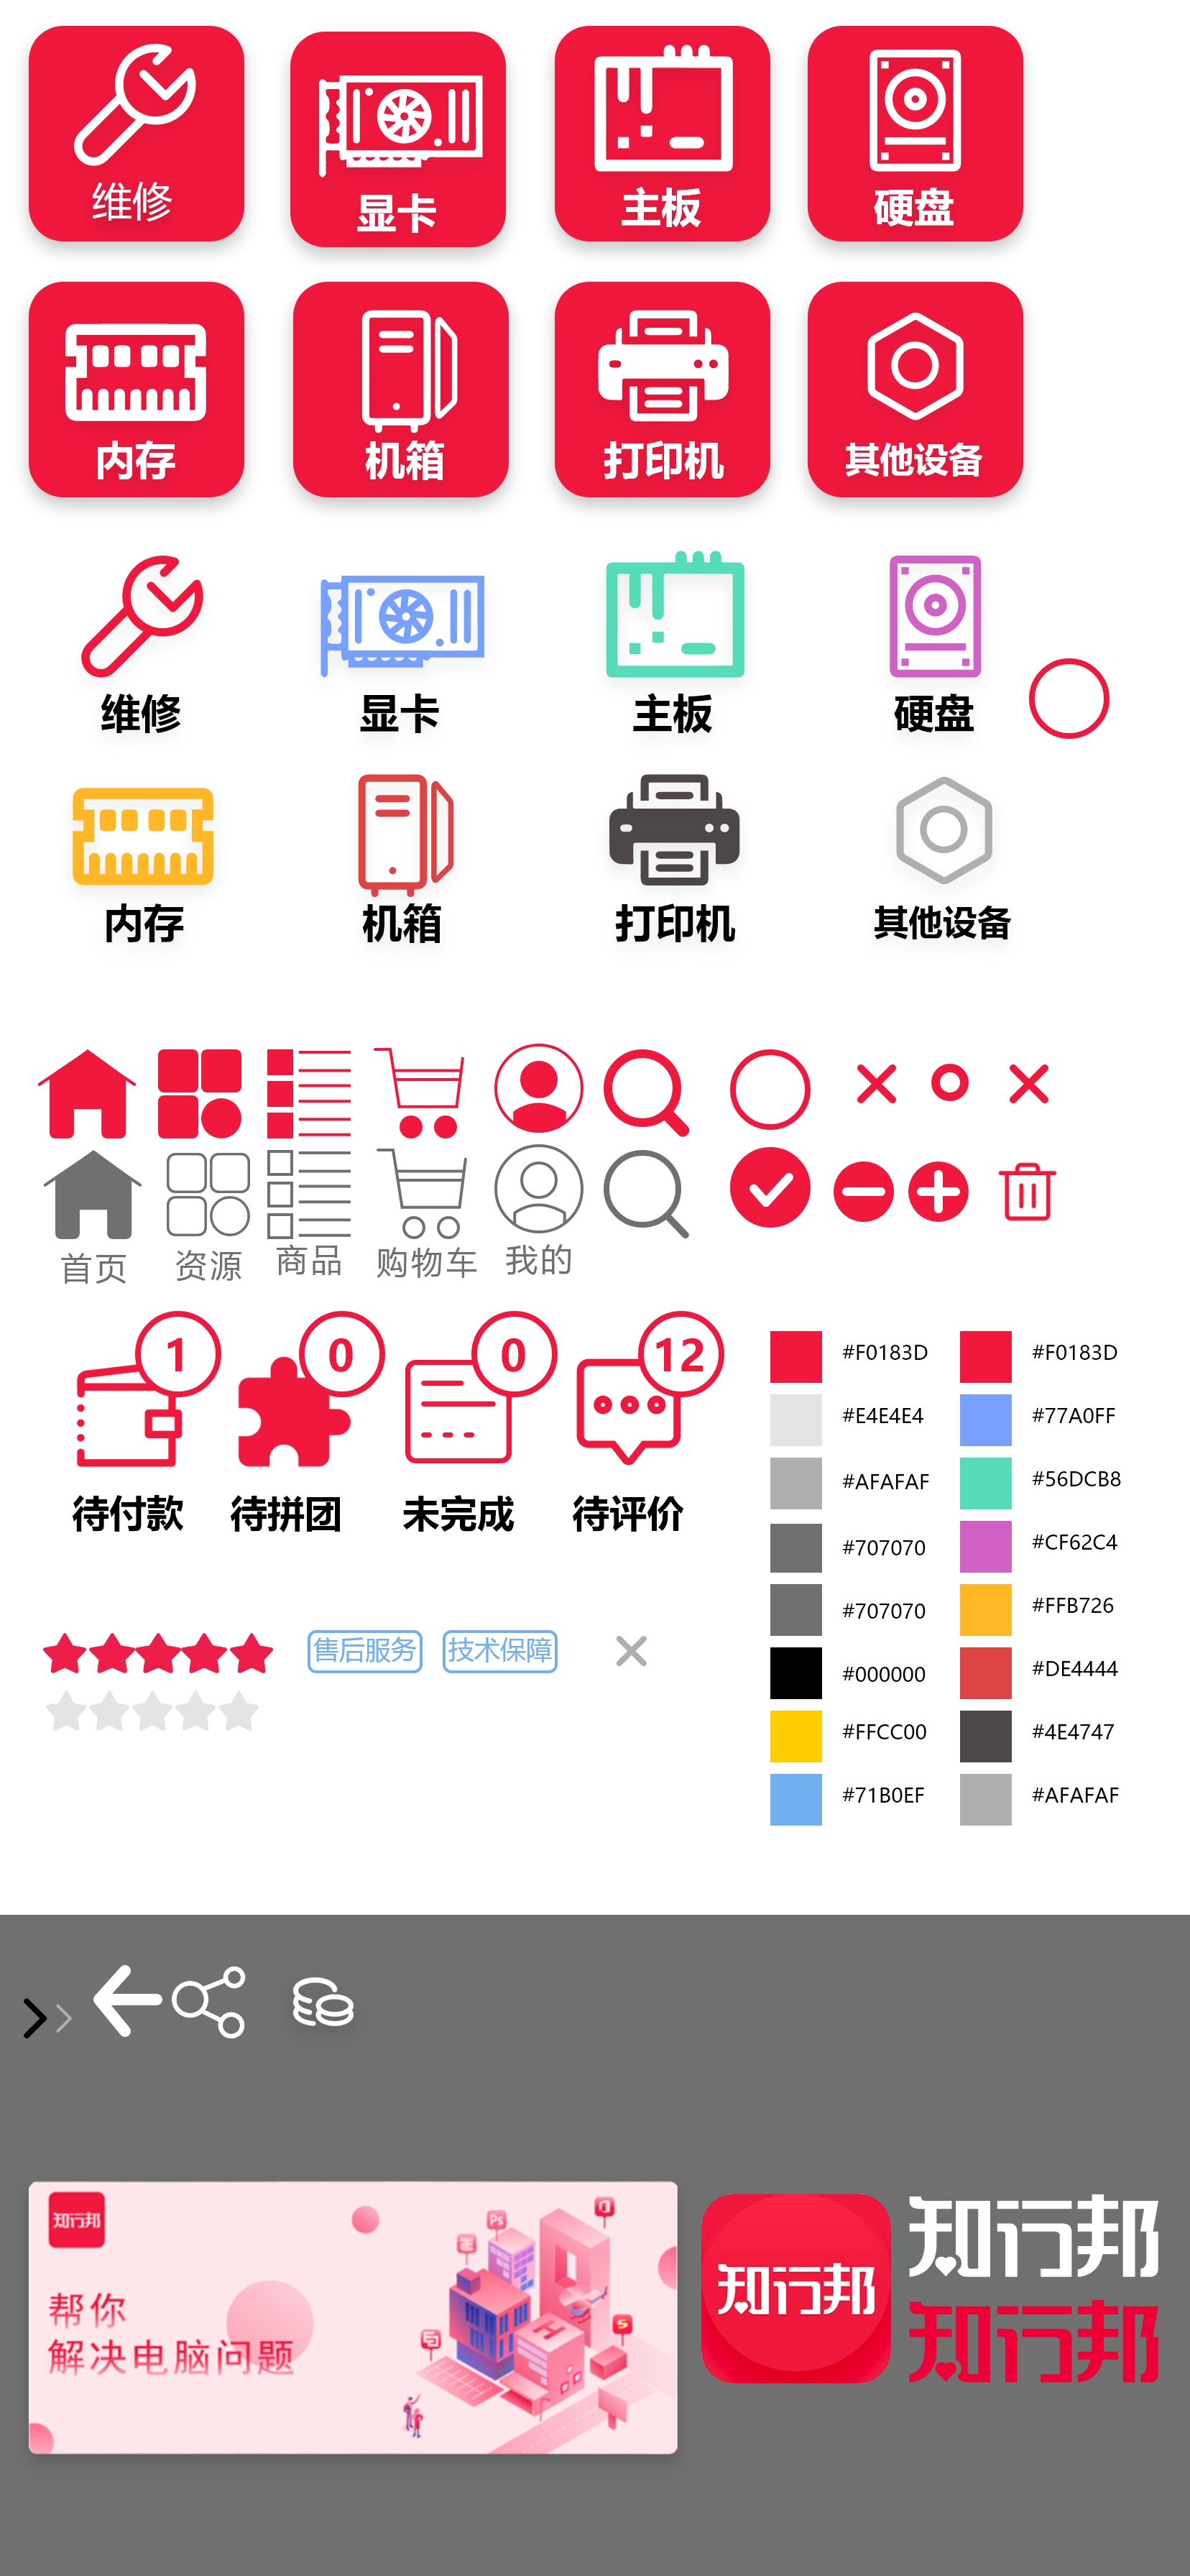 维修
显卡
主板
硬盘
内存
机箱
打印机
其他设备
维修
显卡
主板
硬盘
内存
机箱
打印机
其他设备
首页
资源
商品
购物车
我的
1
0
0
12
待付款
待拼团
未完成
待评价
售后服务
技术保障
#F0183D
#F0183D
#E4E4E4
#77A0FF
#AFAFAF
#56DCB8
#707070
#CF62C4
#707070
#FFB726
#000000
#DE4444
#FFCC00
#4E4747
#71B0EF
#AFAFAF
知行邦
帮你
解决电脑问题
Ps
H
S
知行邦
知行邦
知行邦